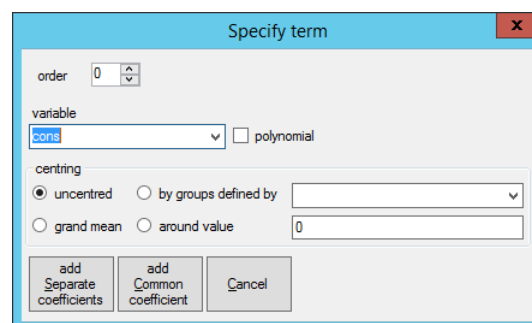 Specify term
x
order 0
variable
cons polynomial
centring
uncentred by groups defined by
grand mean around value 0
add Separate coefficients
add Common coefficient
Cancel